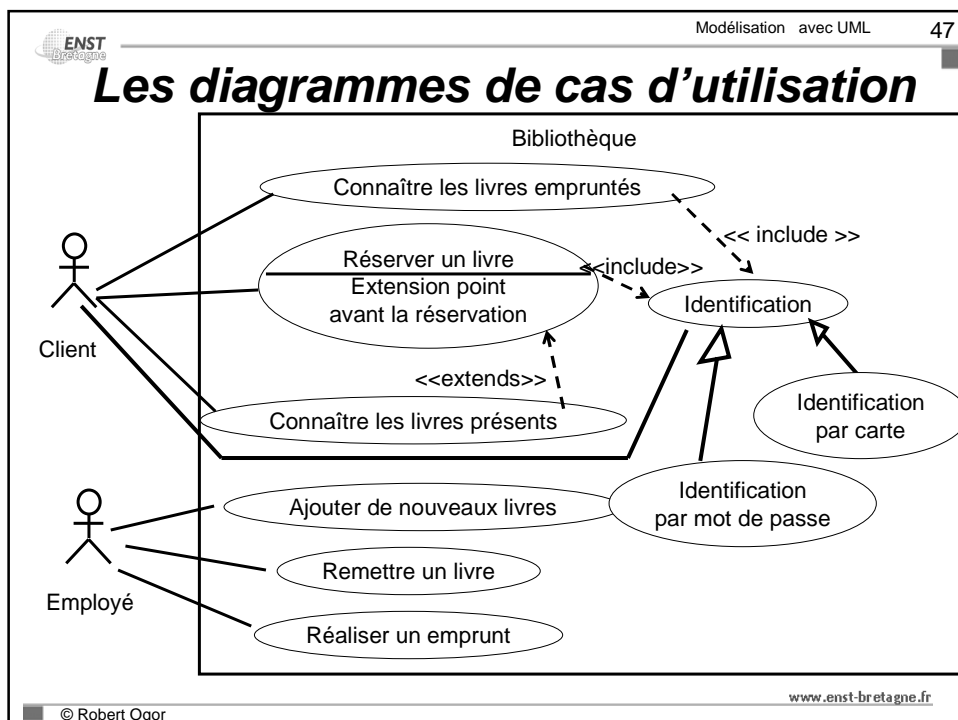 Modélisation avec UML 47
ENST
Bretagne
Les diagrammes de cas d'utilisation
Bibliothèque
Connaître les livres empruntés
<< include >>
Réserver un livre
<<include>>
Extension point
avant la réservation
Identification
Client
<<extends>>
Connaître les livres présents
Identification
par carte
Identification
par mot de passe
Ajouter de nouveaux livres
Remettre un livre
Employé
Réaliser un emprunt
www.enst-bretagne.fr
© Robert Ogor